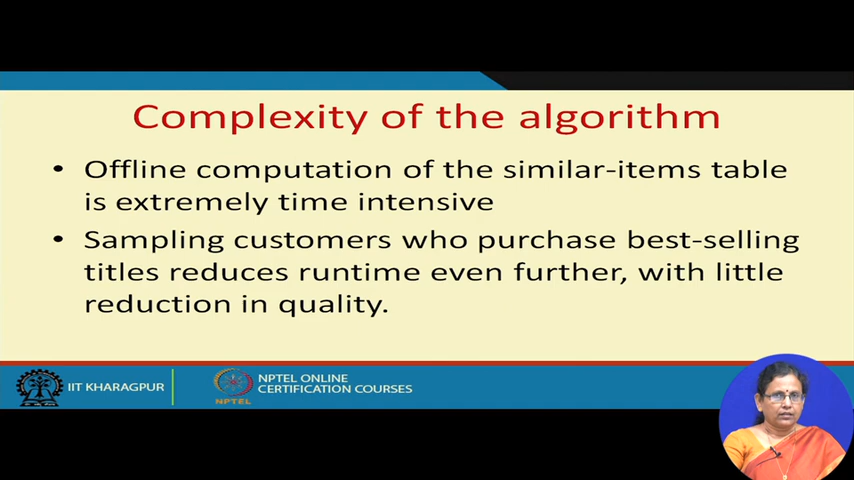 Complexity of the algorithm
• Offline computation of the similar-items table
is extremely time intensive
• Sampling customers who purchase best-selling
titles reduces runtime even further, with little
reduction in quality.
IIT KHARAGPUR
NPTEL
NPTEL ONLINE
CERTIFICATION COURSES